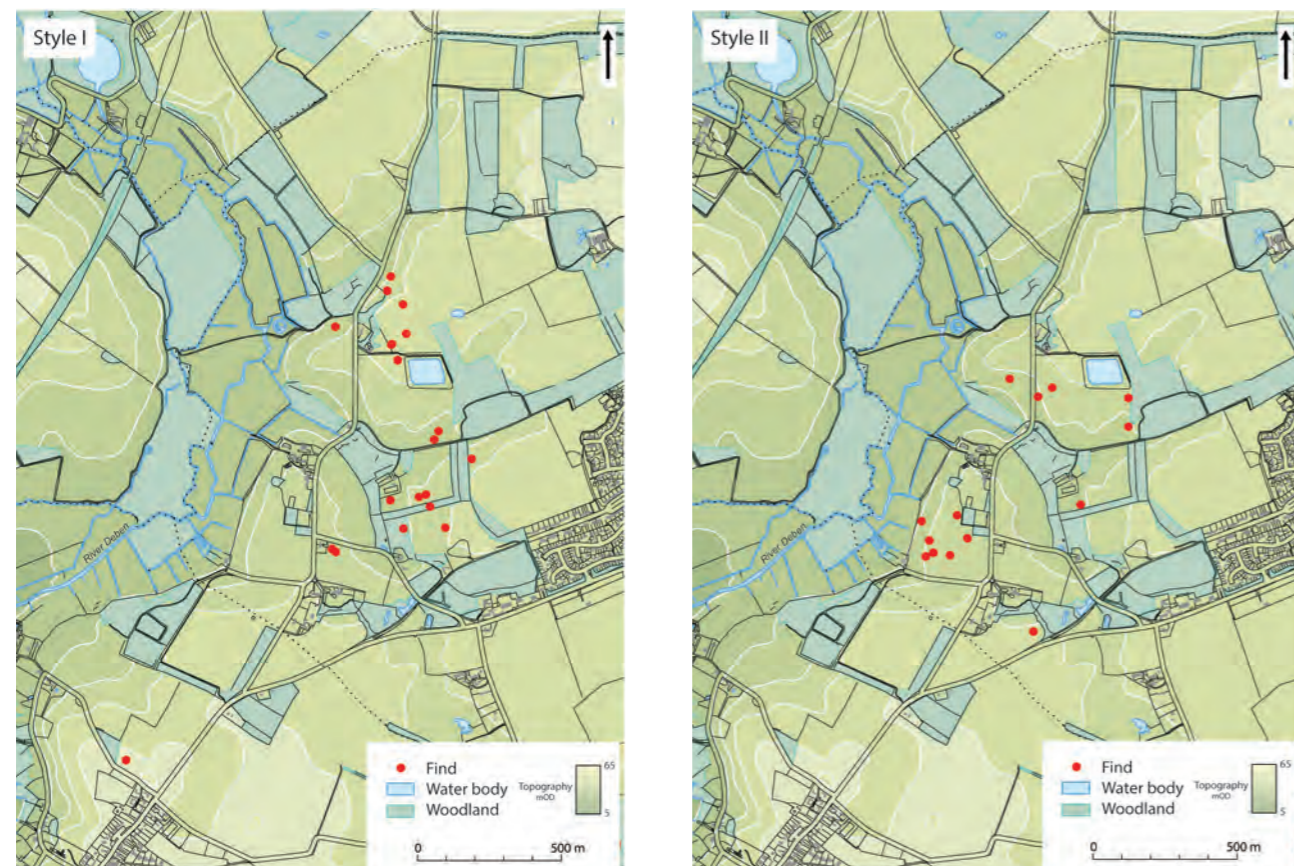 Style I
River Deben
Find
Water body
Woodland
Topography
mOD
65
5
0
500 m
Style II
River Deben
Find
Water body
Woodland
Topography
mOD
65
5
0
500 m